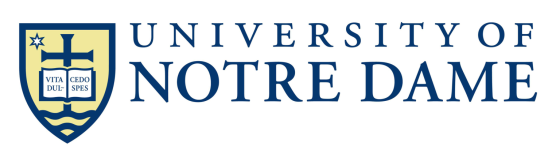 UNIVERSITY OF
NOTRE DAME
VITA CEDO
DUL- SPES